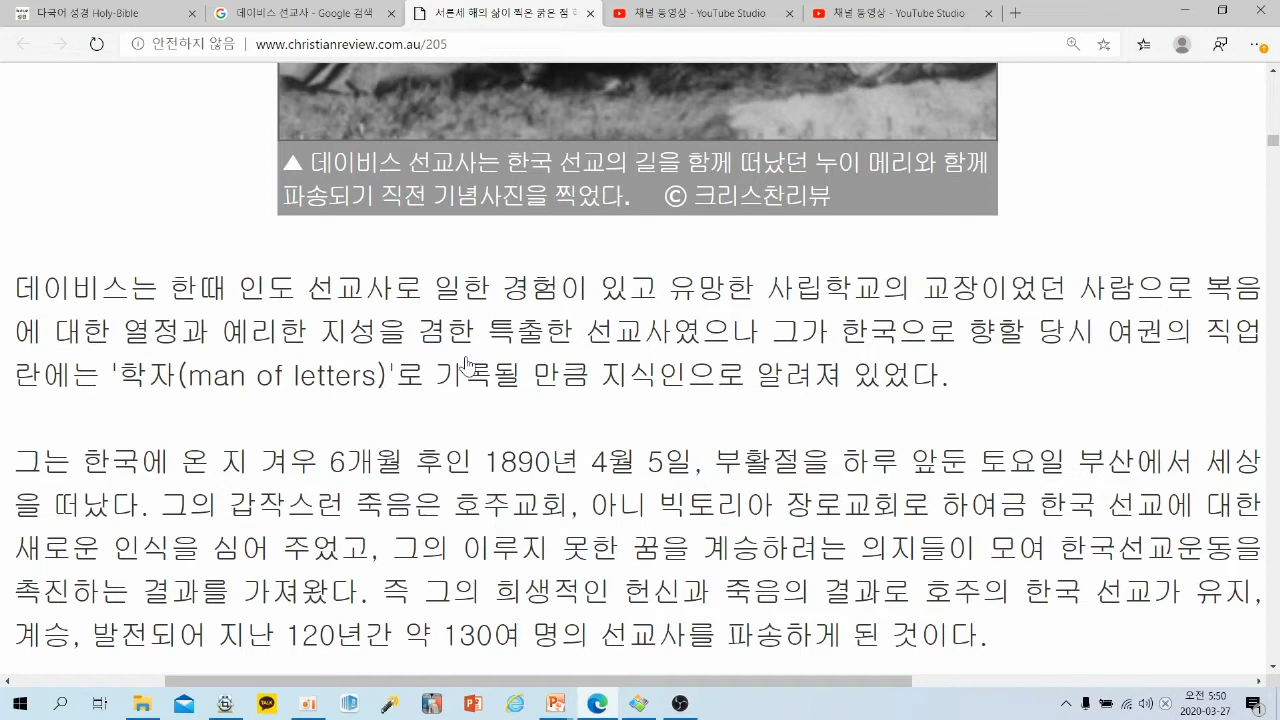 다국어 성경 Holy-Bible
데이비스 선교사 - Google 검색
서른세 해의 삶이 찍은 굵은 점
채널 동영상 - YouTube Studio
채널 동영상 - YouTube Studio
안전하지 않음
www.christianreview.com.au/205
▲ 데이비스 선교사는 한국 선교의 길을 함께 떠났던 누이 메리와 함께
파송되기 직전 기념사진을 찍었다. © 크리스찬리뷰
데이비스는 한때 인도 선교사로 일한 경험이 있고 유망한 사립학교의 교장이었던 사람으로 복음
에 대한 열정과 예리한 지성을 겸한 특출한 선교사였으나 그가 한국으로 향할 당시 여권의 직업
란에는 '학자(man of letters)'로 기록될 만큼 지식인으로 알려져 있었다.
그는 한국에 온 지 겨우 6개월 후인 1890년 4월 5일, 부활절을 하루 앞둔 토요일 부산에서 세상
을 떠났다. 그의 갑작스런 죽음은 호주교회, 아니 빅토리아 장로교회로 하여금 한국 선교에 대한
새로운 인식을 심어 주었고, 그의 이루지 못한 꿈을 계승하려는 의지들이 모여 한국선교운동을
촉진하는 결과를 가져왔다. 즉 그의 희생적인 헌신과 죽음의 결과로 호주의 한국 선교가 유지,
계승, 발전되어 지난 120년간 약 130여 명의 선교사를 파송하게 된 것이다.
TALK
오전 5:50
2020-03-27